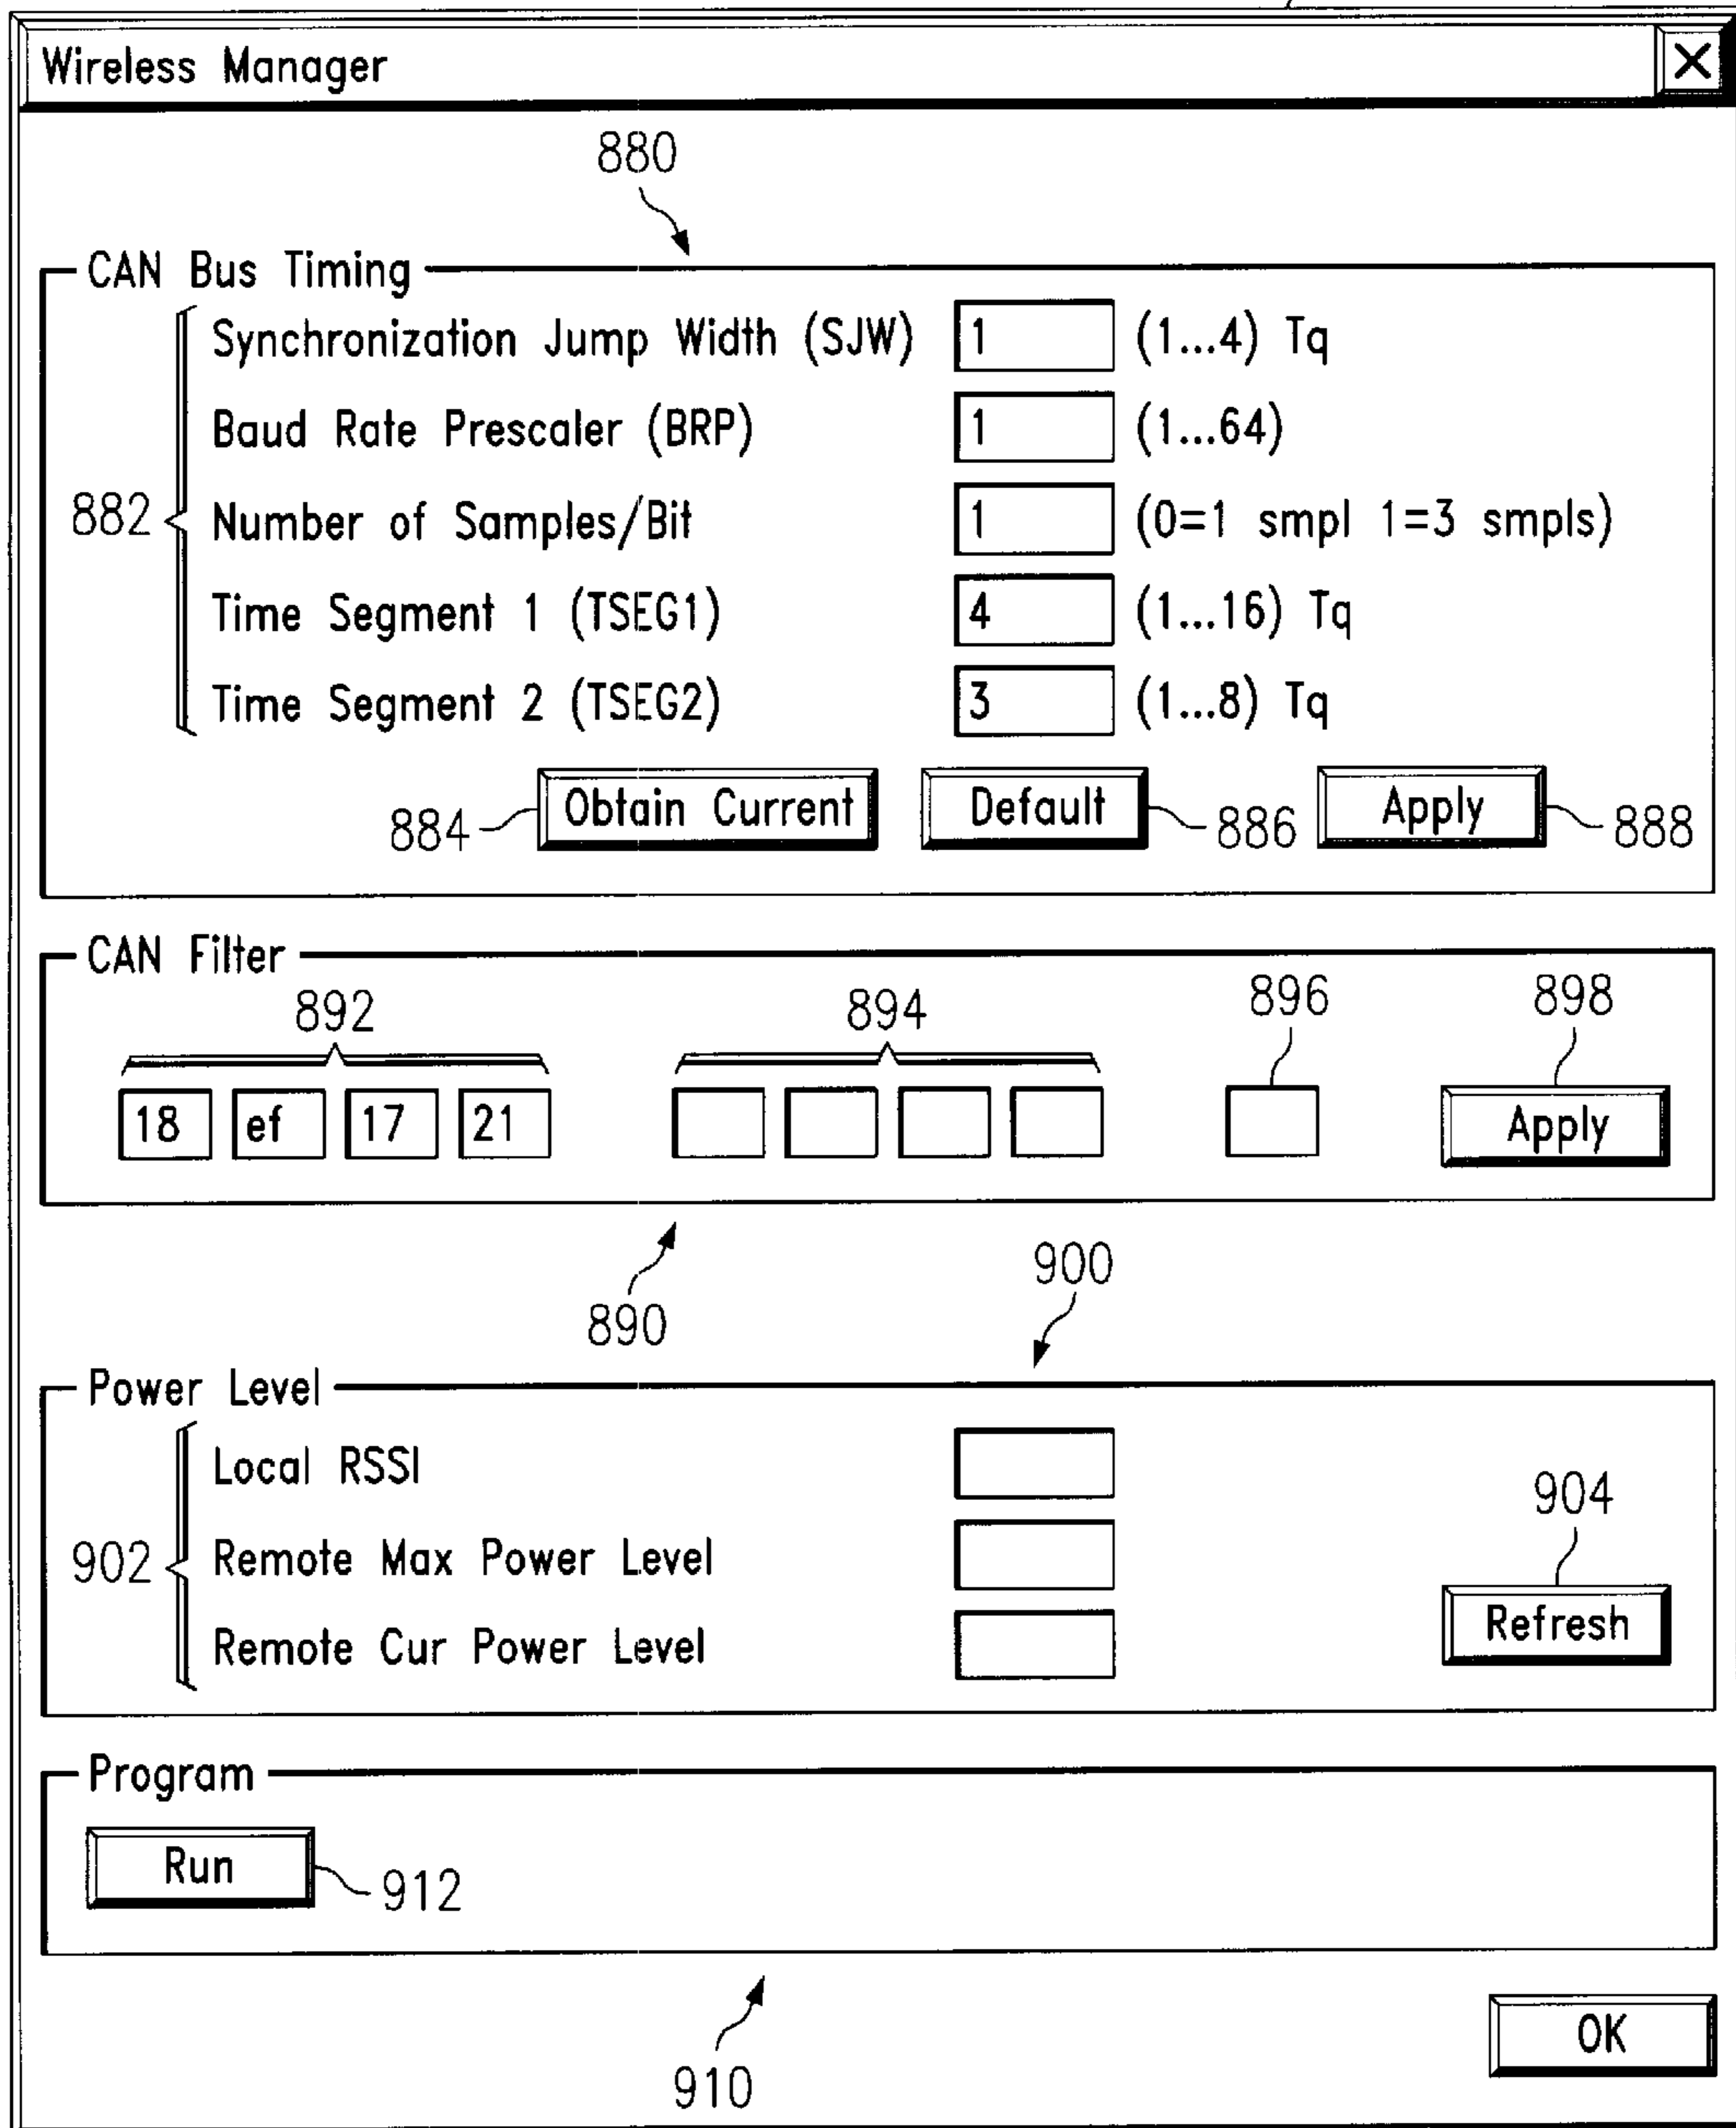 Wireless Manager
880
CAN Bus Timing
Synchronization Jump Width (SJW) 1 (1...4) Tq
Baud Rate Prescaler (BRP) 1 (1...64)
882 Number of Samples/Bit 1 (0=1 smpl 1=3 smpls)
Time Segment 1 (TSEG1) 4 (1...16) Tq
Time Segment 2 (TSEG2) 3 (1...8) Tq
884 Obtain Current Default 886 Apply 888
CAN Filter
892 894 896 898
18 ef 17 21 Apply
890 900
Power Level
Local RSSI
904
902 Remote Max Power Level
Refresh
Remote Cur Power Level
Program
Run 912
910
OK